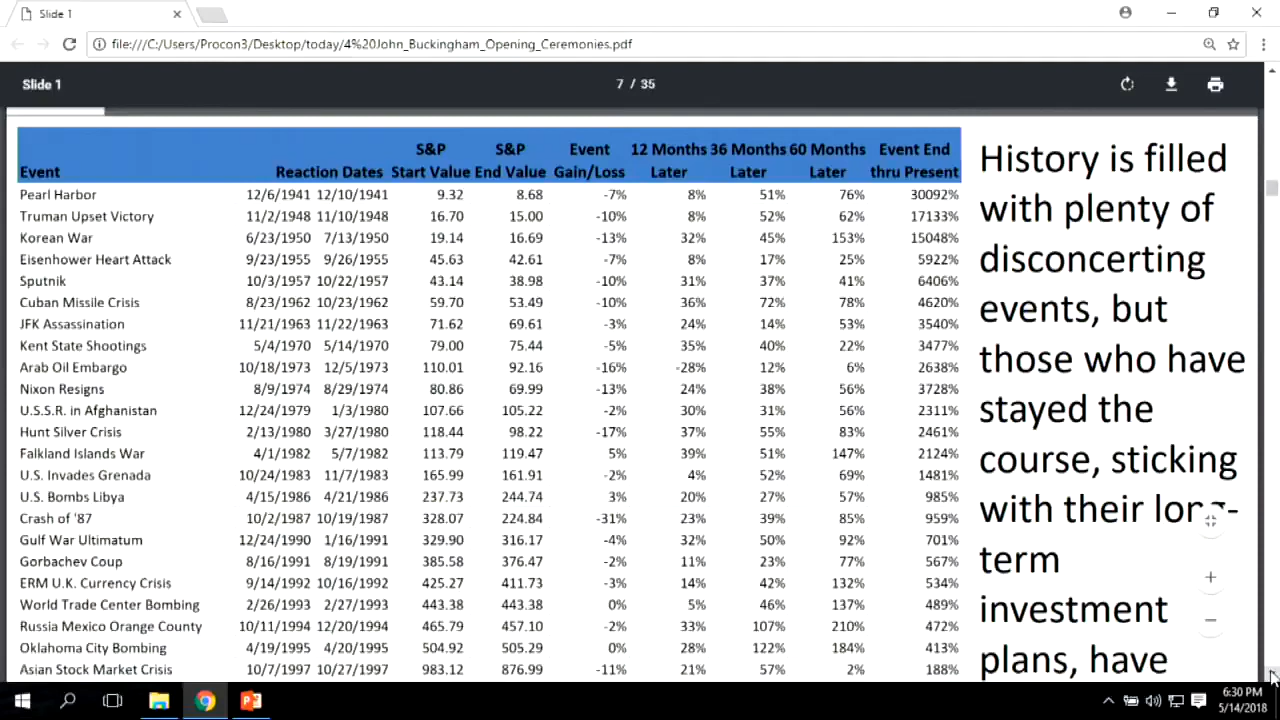 Slide 1
file:///C:/Users/Procon3/Desktop/today/4%20John_Buckingham_Opening_Ceremonies.pdf
Slide 1
7 / 35
S&P S&P Event 12 Months 36 Months 60 Months Event End
Event Reaction Dates Start Value End Value Gain/Loss Later Later Later thru Present
Pearl Harbor 12/6/1941 12/10/1941 9.32 8.68 -7% 8% 51% 76% 30092%
Truman Upset Victory 11/2/1948 11/10/1948 16.70 15.00 -10% 8% 52% 62% 17133%
Korean War 6/23/1950 7/13/1950 19.14 16.69 -13% 32% 45% 153% 15048%
Eisenhower Heart Attack 9/23/1955 9/26/1955 45.63 42.61 -7% 8% 17% 25% 5922%
Sputnik 10/3/1957 10/22/1957 43.14 38.98 -10% 31% 37% 41% 6406%
Cuban Missile Crisis 8/23/1962 10/23/1962 59.70 53.49 -10% 36% 72% 78% 4620%
JFK Assassination 11/21/1963 11/22/1963 71.62 69.61 -3% 24% 14% 53% 3540%
Kent State Shootings 5/4/1970 5/14/1970 79.00 75.44 -5% 35% 40% 22% 3477%
Arab Oil Embargo 10/18/1973 12/5/1973 110.01 92.16 -16% -28% 12% 6% 2638%
Nixon Resigns 8/9/1974 8/29/1974 80.86 69.99 -13% 24% 38% 56% 3728%
U.S.S.R. in Afghanistan 12/24/1979 1/3/1980 107.66 105.22 -2% 30% 31% 56% 2311%
Hunt Silver Crisis 2/13/1980 3/27/1980 118.44 98.22 -17% 37% 55% 83% 2461%
Falkland Islands War 4/1/1982 5/7/1982 113.79 119.47 5% 39% 51% 147% 2124%
U.S. Invades Grenada 10/24/1983 11/7/1983 165.99 161.91 -2% 4% 52% 69% 1481%
U.S. Bombs Libya 4/15/1986 4/21/1986 237.73 244.74 3% 20% 27% 57% 985%
Crash of '87 10/2/1987 10/19/1987 328.07 224.84 -31% 23% 39% 85% 959%
Gulf War Ultimatum 12/24/1990 1/16/1991 329.90 316.17 -4% 32% 50% 92% 701%
Gorbachev Coup 8/16/1991 8/19/1991 385.58 376.47 -2% 11% 23% 77% 567%
ERM U.K. Currency Crisis 9/14/1992 10/16/1992 425.27 411.73 -3% 14% 42% 132% 534%
World Trade Center Bombing 2/26/1993 2/27/1993 443.38 443.38 0% 5% 46% 137% 489%
Russia Mexico Orange County 10/11/1994 12/20/1994 465.79 457.10 -2% 33% 107% 210% 472%
Oklahoma City Bombing 4/19/1995 4/20/1995 504.92 505.29 0% 28% 122% 184% 413%
Asian Stock Market Crisis 10/7/1997 10/27/1997 983.12 876.99 -11% 21% 57% 2% 188%
History is filled
with plenty of
disconcerting
events, but
those who have
stayed the
course, sticking
with their long-
term
investment
plans, have
6:30 PM
5/14/2018